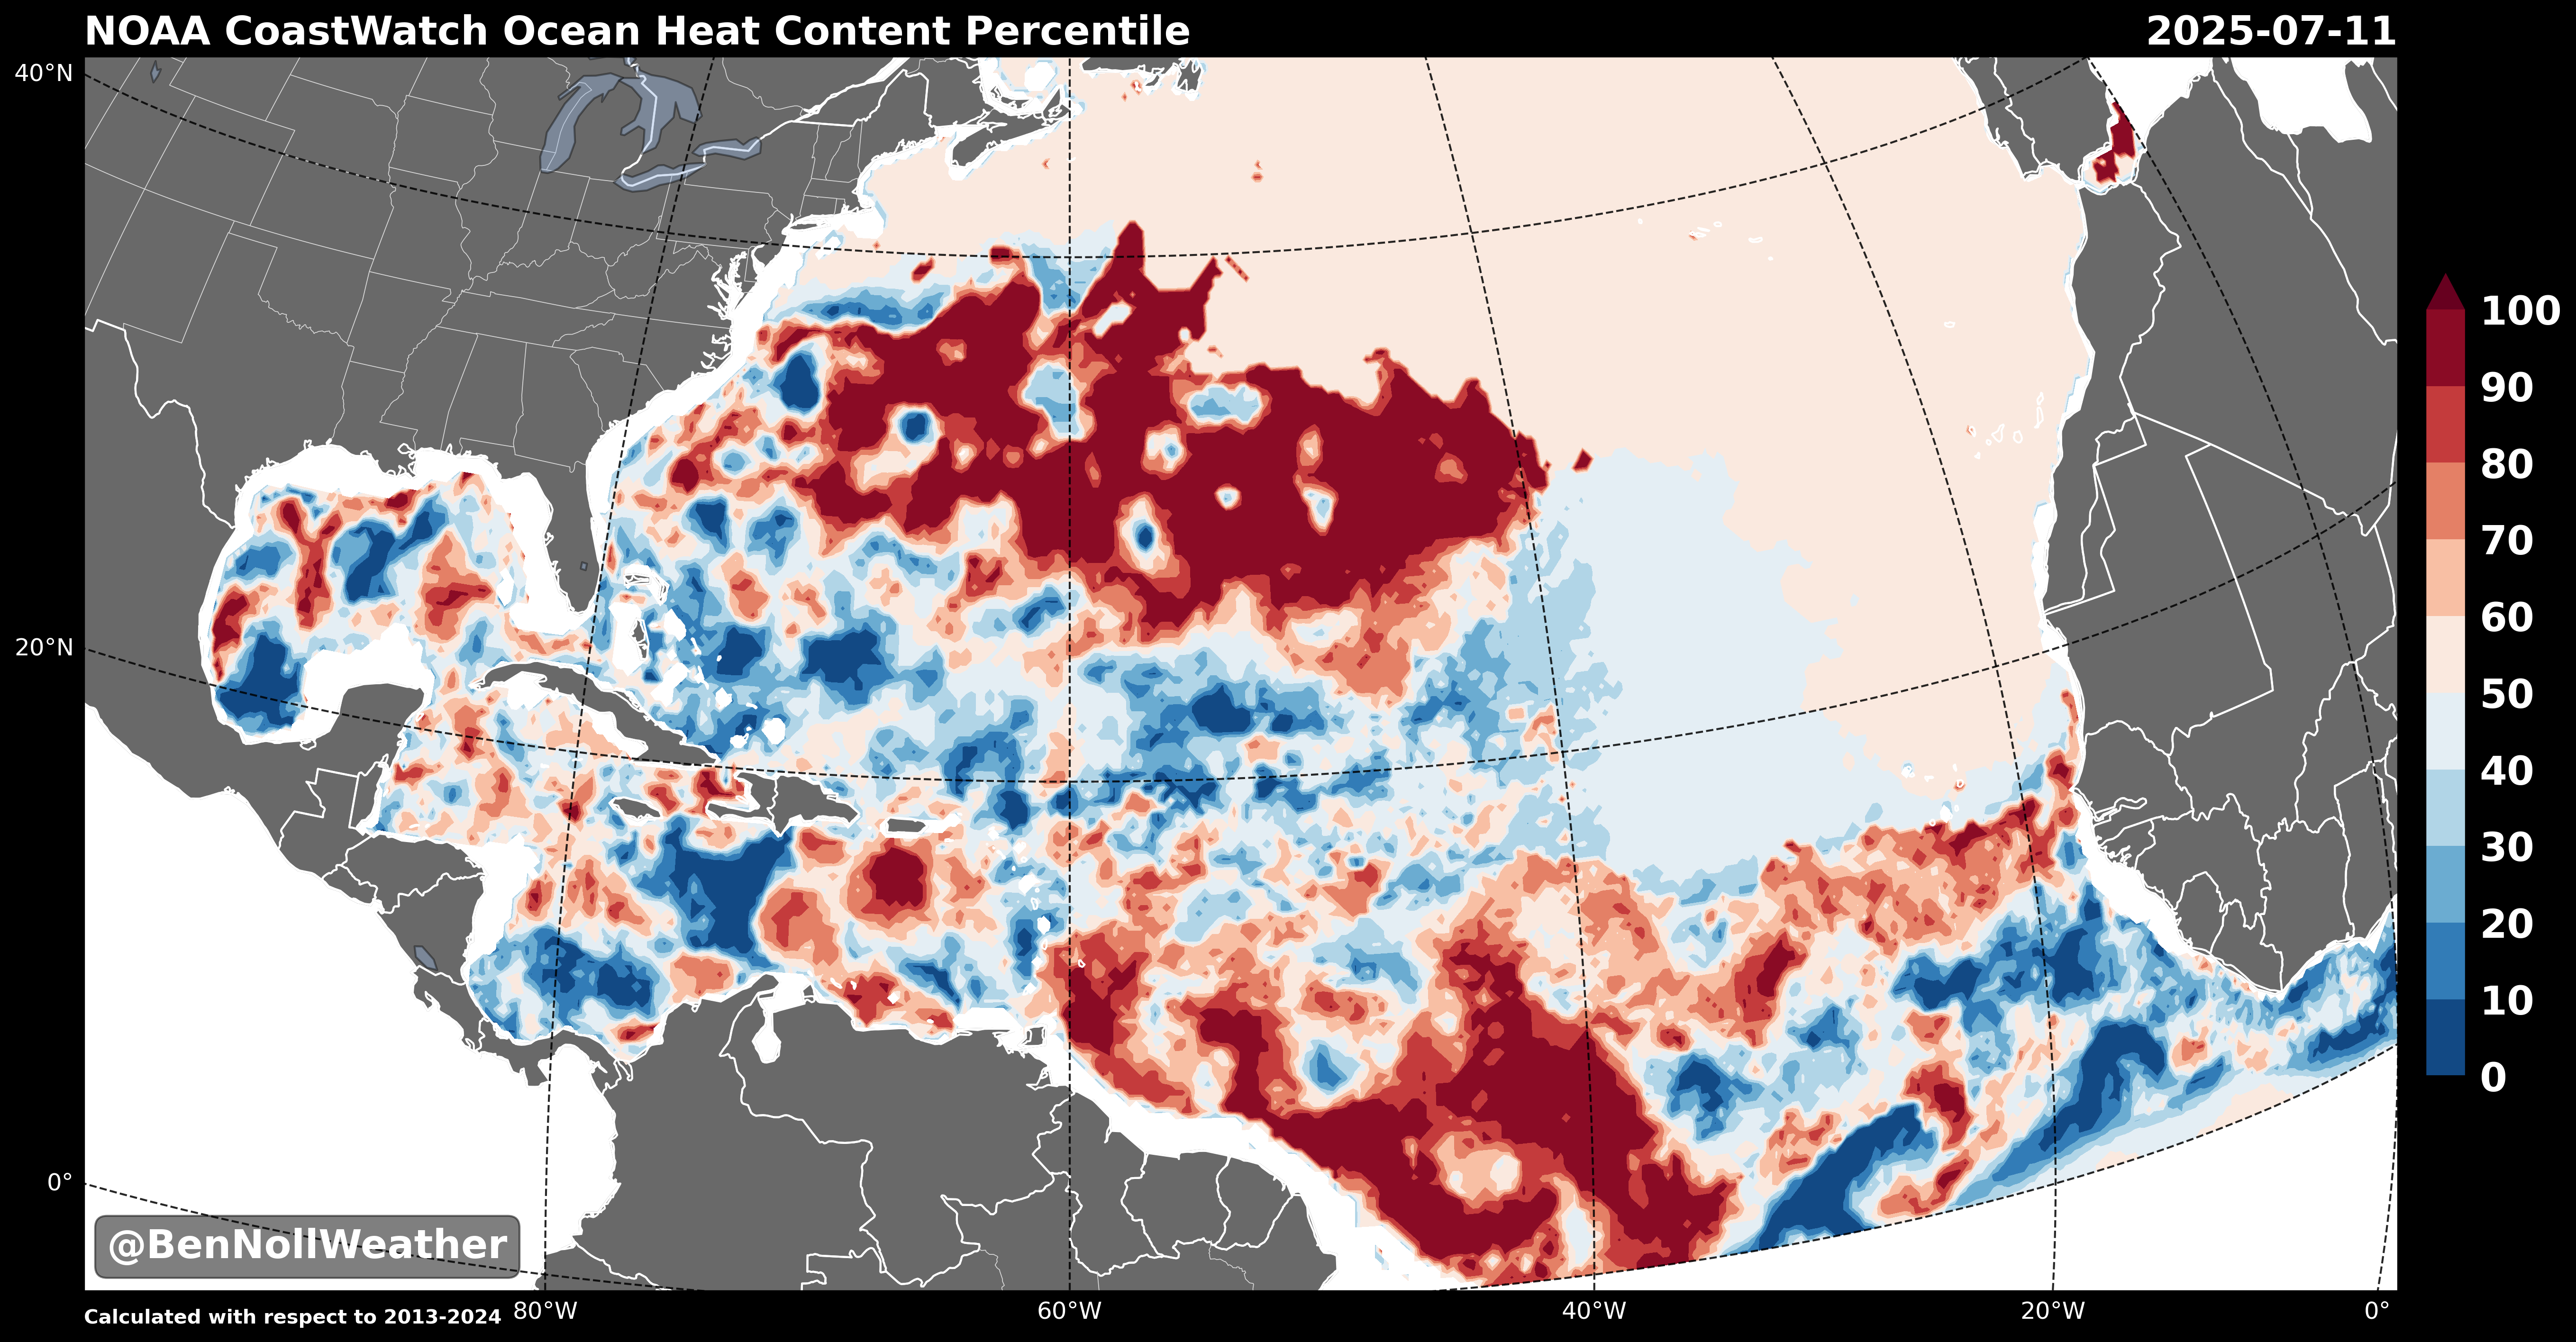 NOAA CoastWatch Ocean Heat Content Percentile 2025-07-11
40°N
20°N
0°
100
90
80
70
60
50
40
30
20
10
0
@BenNollWeather
Calculated with respect to 2013-2024
80°W 60°W 40°W 20°W 0°